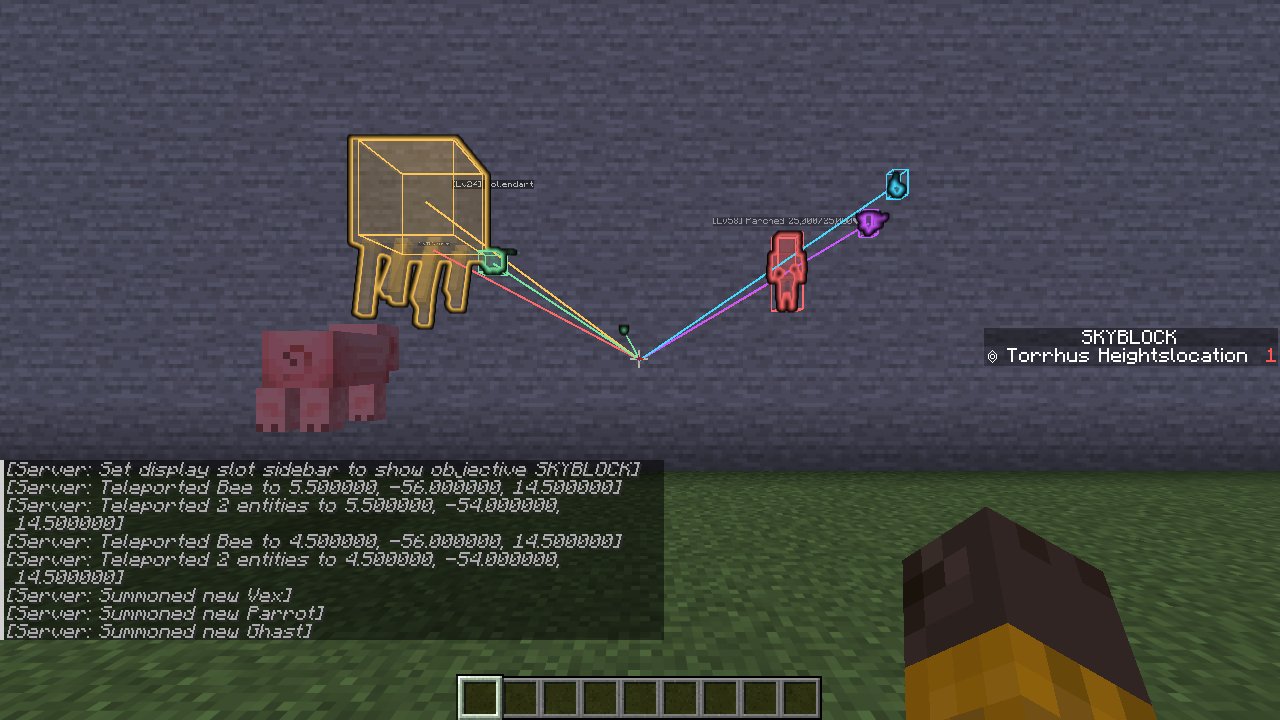 [Lv24] ollendart
[Lv58] Parched 25,000/25,000
SKYBLOCK
Torrhus Heightslocation 1
[Server: Set display slot sidebar to show objective SKYBLOCK]
[Server: Teleported Bee to 5.500000, -56.000000, 14.500000]
[Server: Teleported 2 entities to 5.500000, -54.000000,
14.500000]
[Server: Teleported Bee to 4.500000, -56.000000, 14.500000]
[Server: Teleported 2 entities to 4.500000, -54.000000,
14.500000]
[Server: Summoned new Vex]
[Server: Summoned new Parrot]
[Server: Summoned new Ghast]